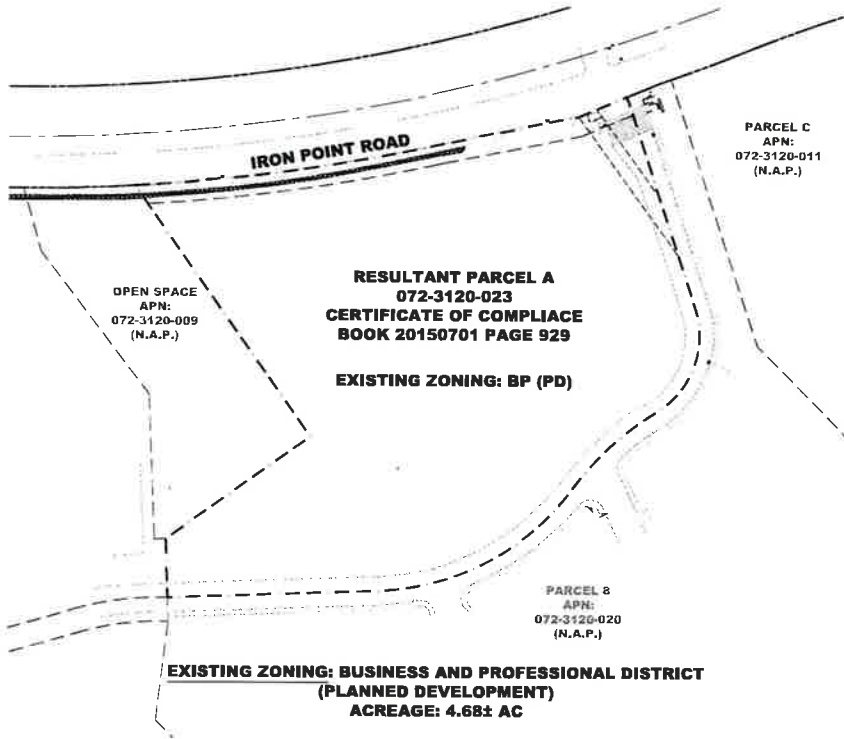 IRON POINT ROAD
PARCEL C
APN:
072-3120-011
(N.A.P.)
OPEN SPACE
APN:
072-3120-009
(N.A.P.)
RESULTANT PARCEL A
072-3120-023
CERTIFICATE OF COMPLIACE
BOOK 20150701 PAGE 929
EXISTING ZONING: BP (PD)
PARCEL B
APN:
072-3120-020
(N.A.P.)
EXISTING ZONING: BUSINESS AND PROFESSIONAL DISTRICT
(PLANNED DEVELOPMENT)
ACREAGE: 4.68± AC